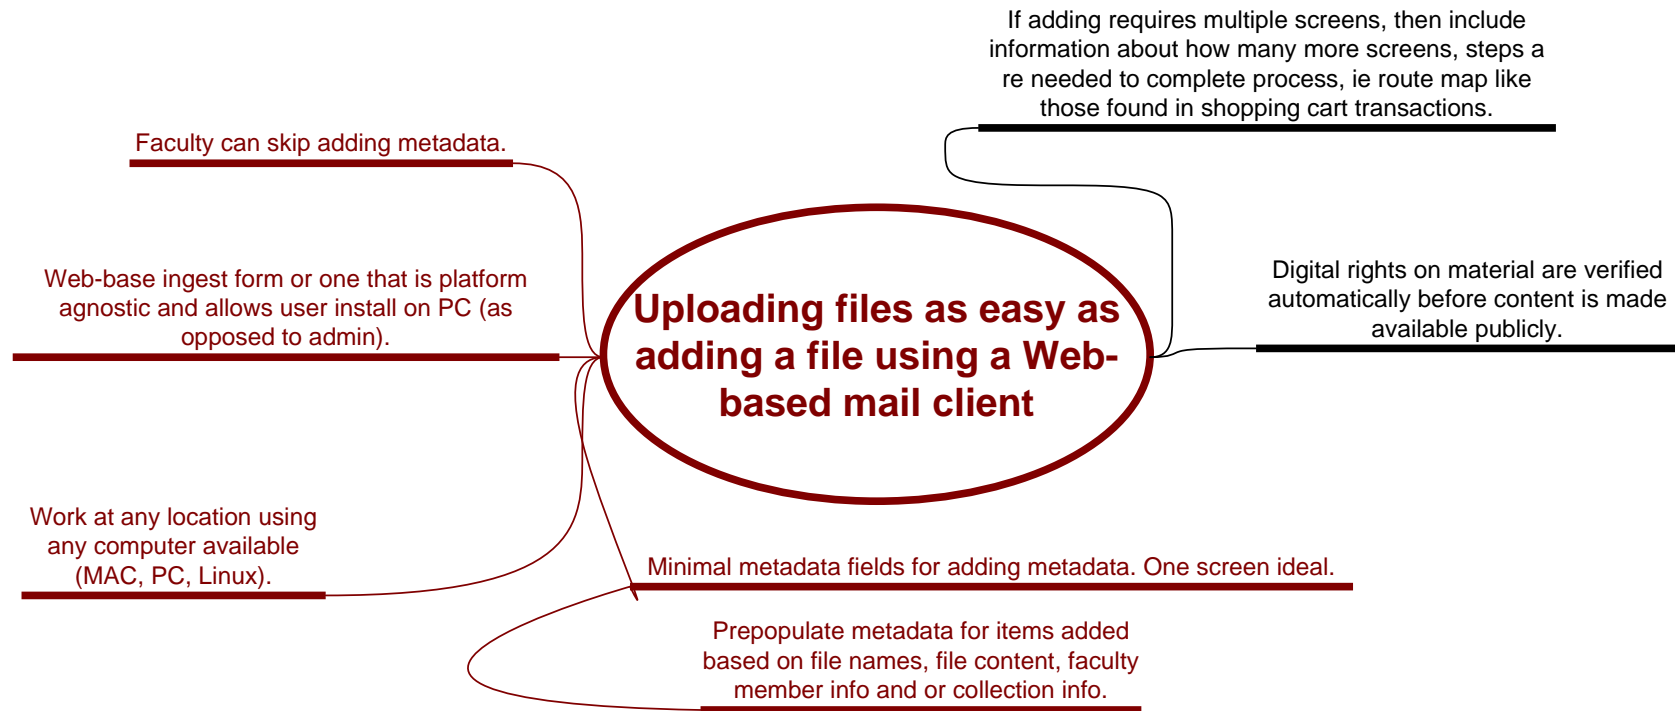 If adding requires multiple screens, then include
information about how many more screens, steps a
re needed to complete process, ie route map like
those found in shopping cart transactions.
Faculty can skip adding metadata.
Web-base ingest form or one that is platform
agnostic and allows user install on PC (as
opposed to admin).
Uploading files as easy as
adding a file using a Web-
based mail client
Digital rights on material are verified
automatically before content is made
available publicly.
Work at any location using
any computer available
(MAC, PC, Linux).
Minimal metadata fields for adding metadata. One screen ideal.
Prepopulate metadata for items added
based on file names, file content, faculty
member info and or collection info.